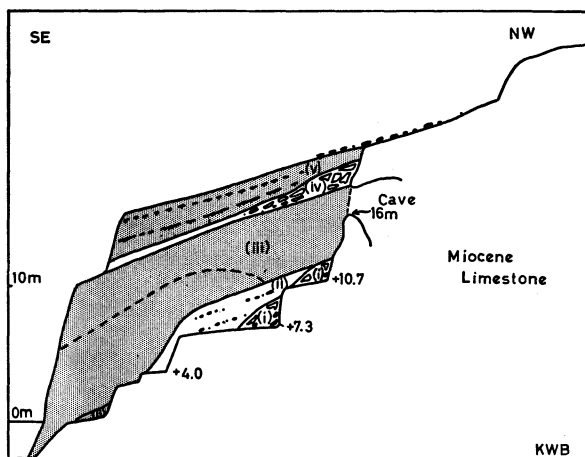 SE
NW
(v)
(iv)
Cave
16m
(iii)
Miocene
Limestone
10m
(ii)
(i)
+10.7
(i)
+7.3
+4.0
0m
KWB